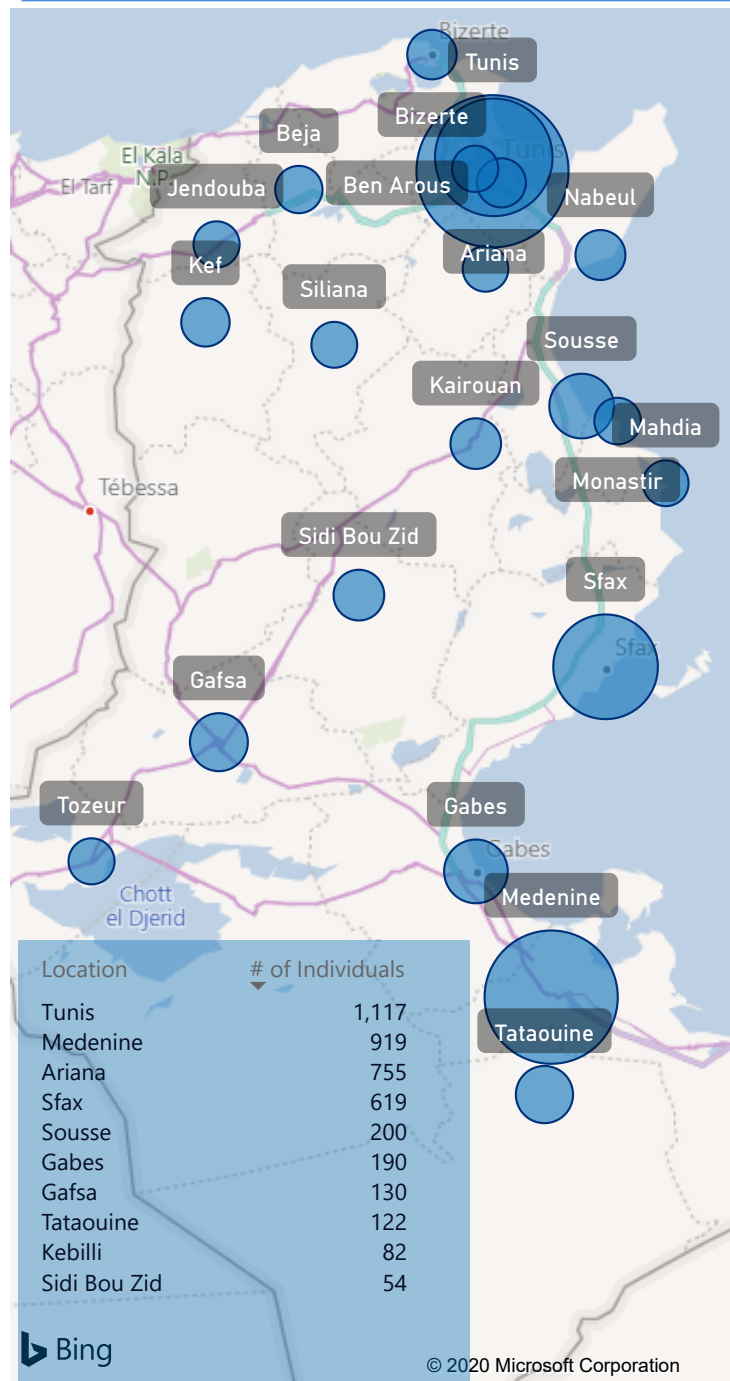 Bizerte
Tunis
Bizerte
Tunis
Beja
El Kala
N.P.
El Tarf
Jendouba
Ben Arous
Nabeul
Kef
Ariana
Siliana
Sousse
Kairouan
Mahdia
Monastir
Tébessa
Sidi Bou Zid
Sfax
Sfax
Gafsa
Tozeur
Gabes
Gabes
Chott
el Djerid
Medenine
Tataouine
Location # of Individuals
Tunis 1,117
Medenine 919
Ariana 755
Sfax 619
Sousse 200
Gabes 190
Gafsa 130
Tataouine 122
Kebilli 82
Sidi Bou Zid 54
Bing
© 2020 Microsoft Corporation